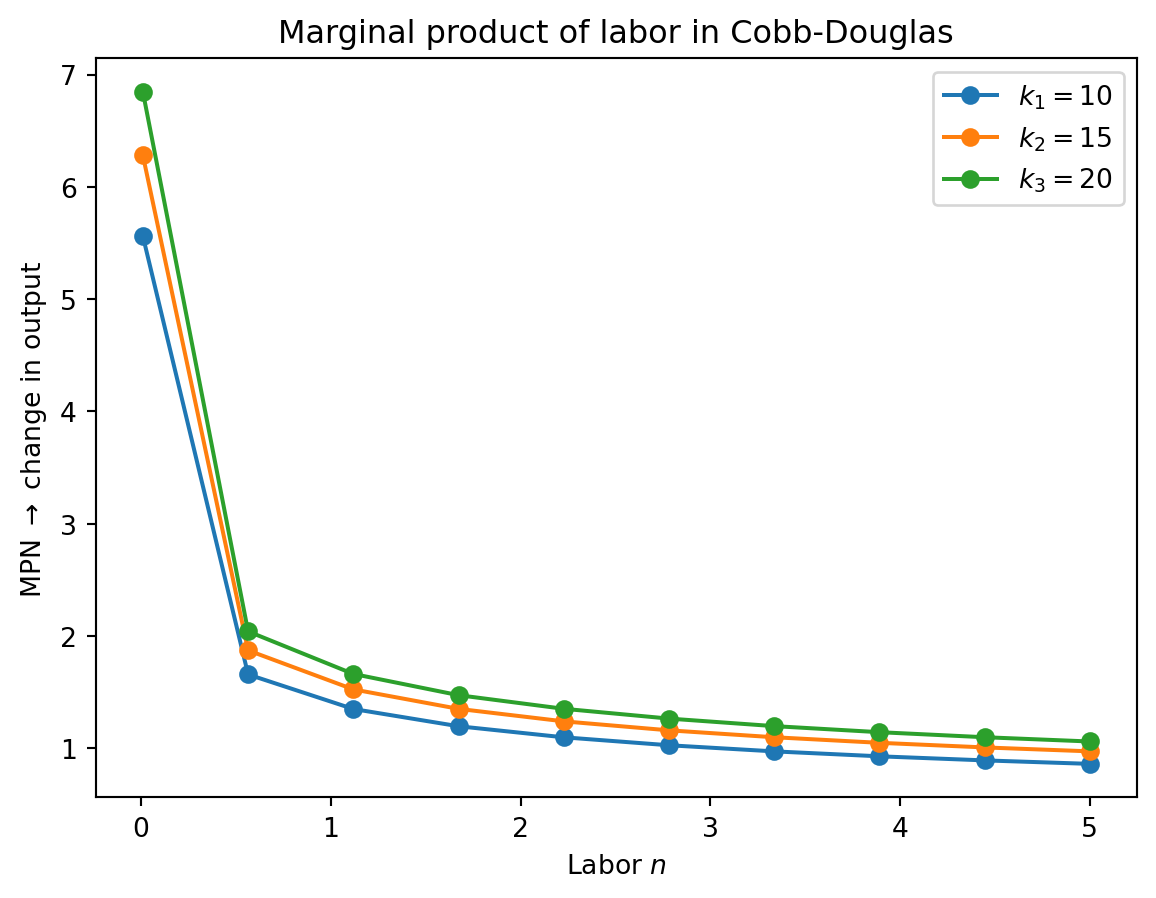 Marginal product of labor in Cobb-Douglas
7
6
5
4
3
2
1
MPN → change in output
k₁ = 10
k₂ = 15
k₃ = 20
0 1 2 3 4 5
Labor n